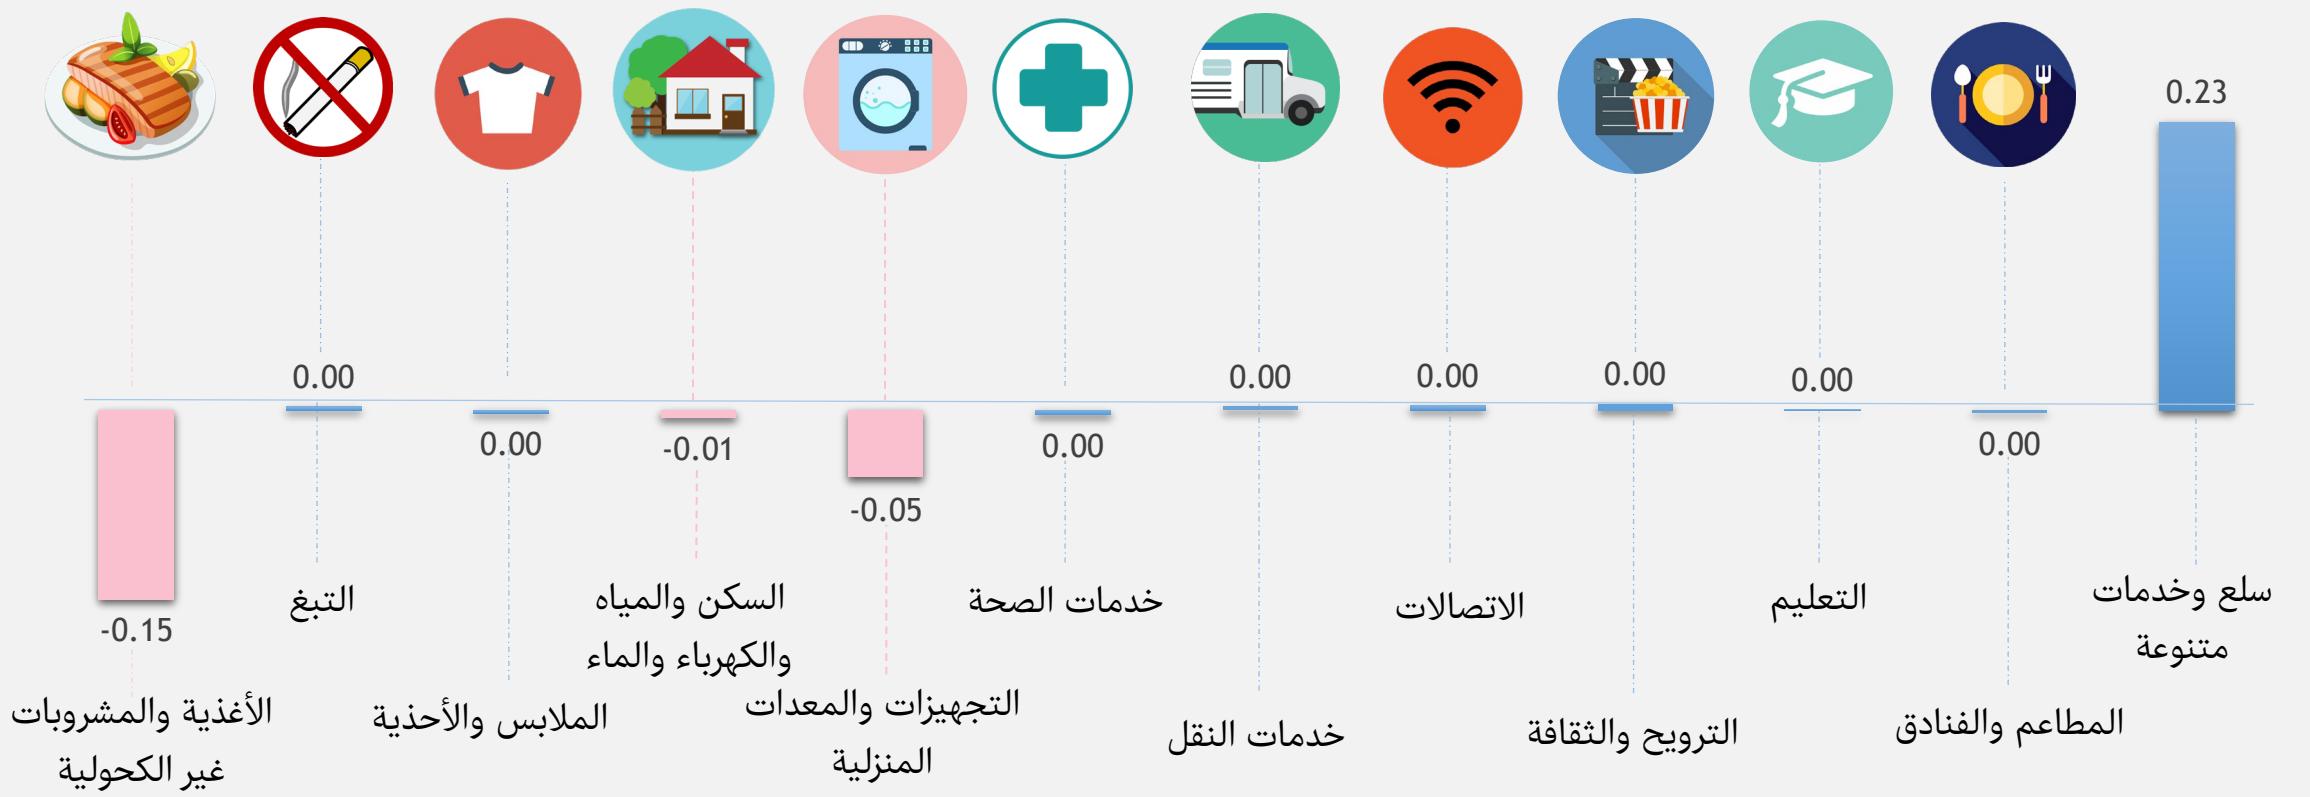 0.23
0.00
0.00
0.00
0.00
0.00
0.00
-0.01
0.00
0.00
-0.05
-0.15
سلع وخدمات
متنوعة
المطاعم والفنادق
التعليم
الترويح والثقافة
الاتصالات
خدمات النقل
خدمات الصحة
التجهيزات والمعدات
المنزلية
السكن والمياه
والكهرباء والماء
الملابس والأحذية
التبغ
الأغذية والمشروبات
غير الكحولية